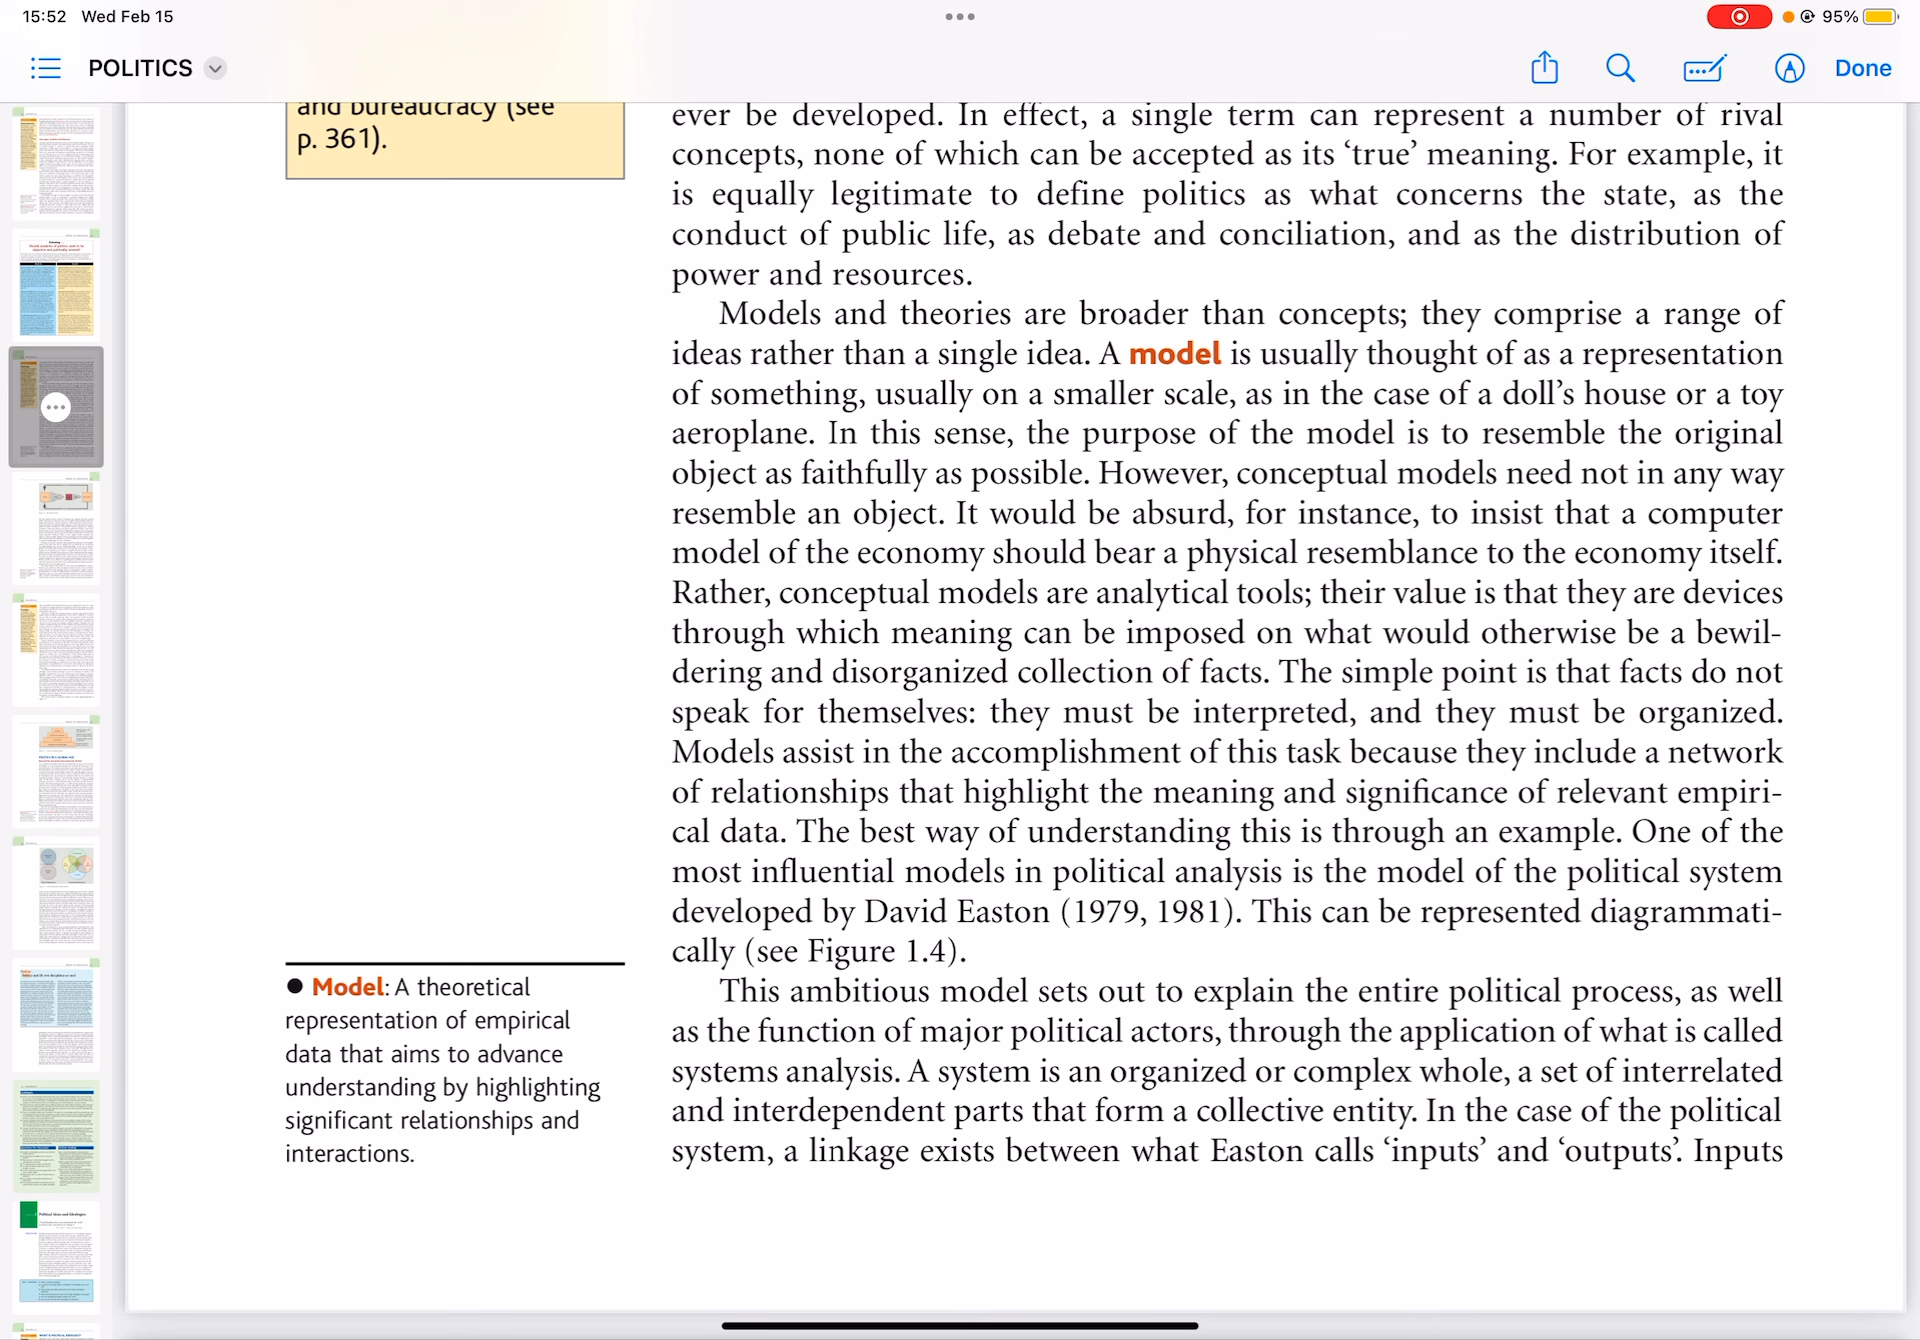 15:52 Wed Feb 15
95%
POLITICS
Done
and bureaucracy (see
p. 361).
ever be developed. In effect, a single term can represent a number of rival
concepts, none of which can be accepted as its ‘true’ meaning. For example, it
is equally legitimate to define politics as what concerns the state, as the
conduct of public life, as debate and conciliation, and as the distribution of
power and resources.
Models and theories are broader than concepts; they comprise a range of
ideas rather than a single idea. A model is usually thought of as a representation
of something, usually on a smaller scale, as in the case of a doll’s house or a toy
aeroplane. In this sense, the purpose of the model is to resemble the original
object as faithfully as possible. However, conceptual models need not in any way
resemble an object. It would be absurd, for instance, to insist that a computer
model of the economy should bear a physical resemblance to the economy itself.
Rather, conceptual models are analytical tools; their value is that they are devices
through which meaning can be imposed on what would otherwise be a bewil-
dering and disorganized collection of facts. The simple point is that facts do not
speak for themselves: they must be interpreted, and they must be organized.
Models assist in the accomplishment of this task because they include a network
of relationships that highlight the meaning and significance of relevant empiri-
cal data. The best way of understanding this is through an example. One of the
most influential models in political analysis is the model of the political system
developed by David Easton (1979, 1981). This can be represented diagrammati-
cally (see Figure 1.4).
● Model: A theoretical
representation of empirical
data that aims to advance
understanding by highlighting
significant relationships and
interactions.
This ambitious model sets out to explain the entire political process, as well
as the function of major political actors, through the application of what is called
systems analysis. A system is an organized or complex whole, a set of interrelated
and interdependent parts that form a collective entity. In the case of the political
system, a linkage exists between what Easton calls ‘inputs’ and ‘outputs’. Inputs